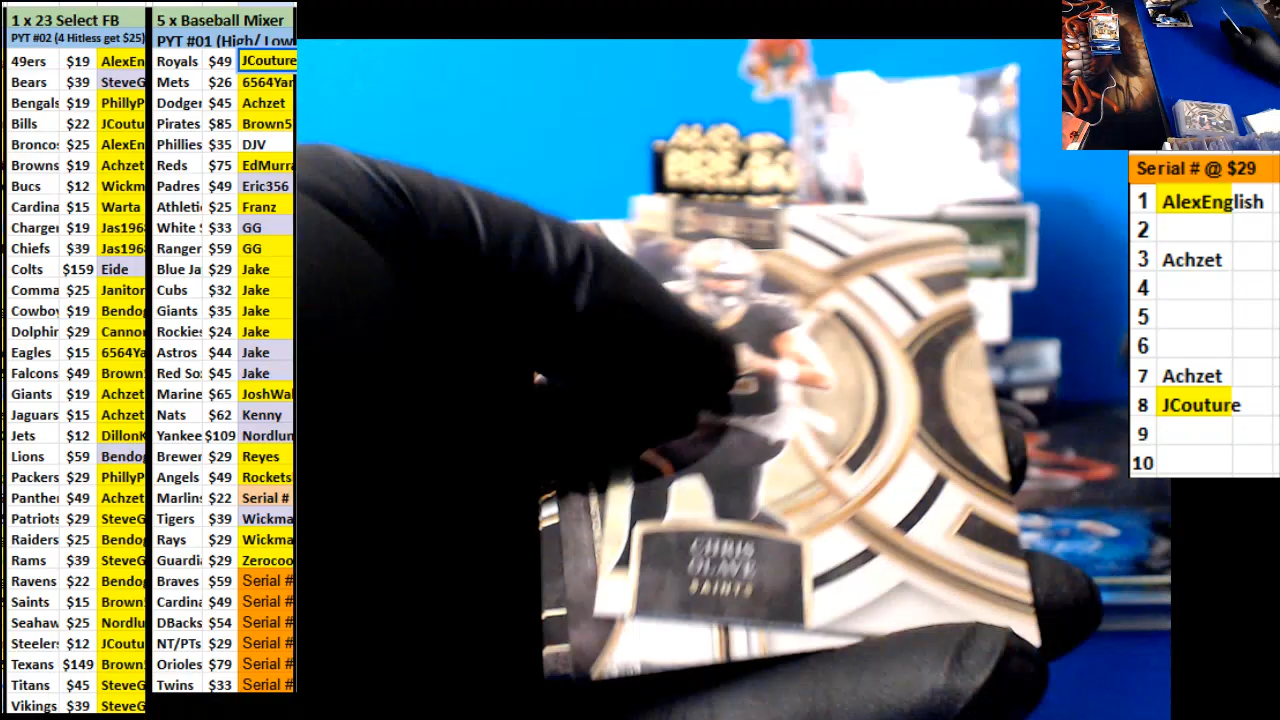 1 x 23 Select FB
PYT #02 (4 Hitless get $25)
49ers $19 AlexEn
Bears $39 SteveG
Bengals $19 PhillyP
Bills $22 JCoutu
Broncos $25 AlexEn
Browns $19 Achzet
Bucs $12 Wickm
Cardina $15 Warta
Charger $19 Jas196
Chiefs $39 Jas196
Colts $159 Eide
Comma $25 Janitor
Cowboy $19 Bendog
Dolphin $29 Cannon
Eagles $15 6564Ya
Falcons $49 Brown
Giants $19 Achzet
Jaguars $15 Achzet
Jets $12 DillonK
Lions $59 Bendog
Packers $29 PhillyP
Panther $49 Achzet
Patriots $29 SteveG
Raiders $25 Bendog
Rams $39 SteveG
Ravens $22 Bendog
Saints $15 Brown
Seahaw $25 Nordlu
Steelers $12 JCoutu
Texans $149 Brown
Titans $45 SteveG
Vikings $39 SteveG
5 x Baseball Mixer
PYT #01 (High/ Low
Royals $49 JCouture
Mets $26 6564Yar
Dodger $45 Achzet
Pirates $85 Brown5
Phillies $35 DJV
Reds $75 EdMurra
Padres $49 Eric356
Athletic $25 Franz
White S $33 GG
Ranger $59 GG
Blue Ja $29 Jake
Cubs $32 Jake
Giants $35 Jake
Rockies $24 Jake
Astros $44 Jake
Red Sox $45 Jake
Marine $65 JoshWal
Nats $62 Kenny
Yankee $109 Nordlun
Brewer $29 Reyes
Angels $49 Rockets
Marlins $22 Serial #
Tigers $39 Wickma
Rays $29 Wickma
Guardia $29 Zerocoo
Braves $59 Serial #
Cardina $49 Serial #
DBacks $54 Serial #
NT/PTs $29 Serial #
Orioles $79 Serial #
Twins $33 Serial #
CHRIS
OLAVE
SAINTS
Serial # @ $29
1 AlexEnglish
2
3 Achzet
4
5
6
7 Achzet
8 JCouture
9
10